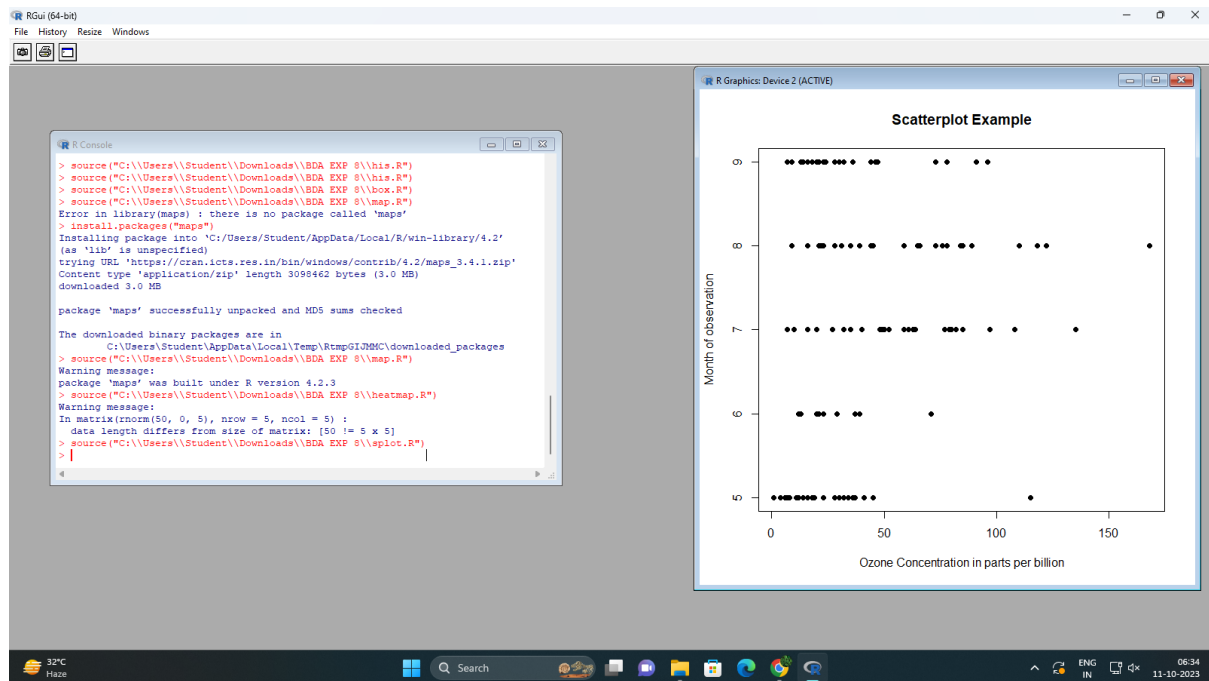 RGui (64-bit)
File History Resize Windows
R Console
> source("C:\\Users\\Student\\Downloads\\BDA EXP 8\\his.R")
> source("C:\\Users\\Student\\Downloads\\BDA EXP 8\\his.R")
> source("C:\\Users\\Student\\Downloads\\BDA EXP 8\\box.R")
> source("C:\\Users\\Student\\Downloads\\BDA EXP 8\\map.R")
Error in library(maps) : there is no package called ‘maps’
> install.packages("maps")
Installing package into ‘C:/Users/Student/AppData/Local/R/win-library/4.2’
(as ‘lib’ is unspecified)
trying URL 'https://cran.icts.res.in/bin/windows/contrib/4.2/maps_3.4.1.zip'
Content type 'application/zip' length 3098462 bytes (3.0 MB)
downloaded 3.0 MB
package ‘maps’ successfully unpacked and MD5 sums checked
The downloaded binary packages are in
C:\Users\Student\AppData\Local\Temp\RtmpGIJMMC\downloaded_packages
> source("C:\\Users\\Student\\Downloads\\BDA EXP 8\\map.R")
Warning message:
package ‘maps’ was built under R version 4.2.3
> source("C:\\Users\\Student\\Downloads\\BDA EXP 8\\heatmap.R")
Warning message:
In matrix(rnorm(50, 0, 5), nrow = 5, ncol = 5) :
data length differs from size of matrix: [50 != 5 x 5]
> source("C:\\Users\\Student\\Downloads\\BDA EXP 8\\splot.R")
>
R Graphics: Device 2 (ACTIVE)
Scatterplot Example
Month of observation
9
8
7
6
5
0 50 100 150
Ozone Concentration in parts per billion
32°C
Haze
Search
ENG
IN
06:34
11-10-2023